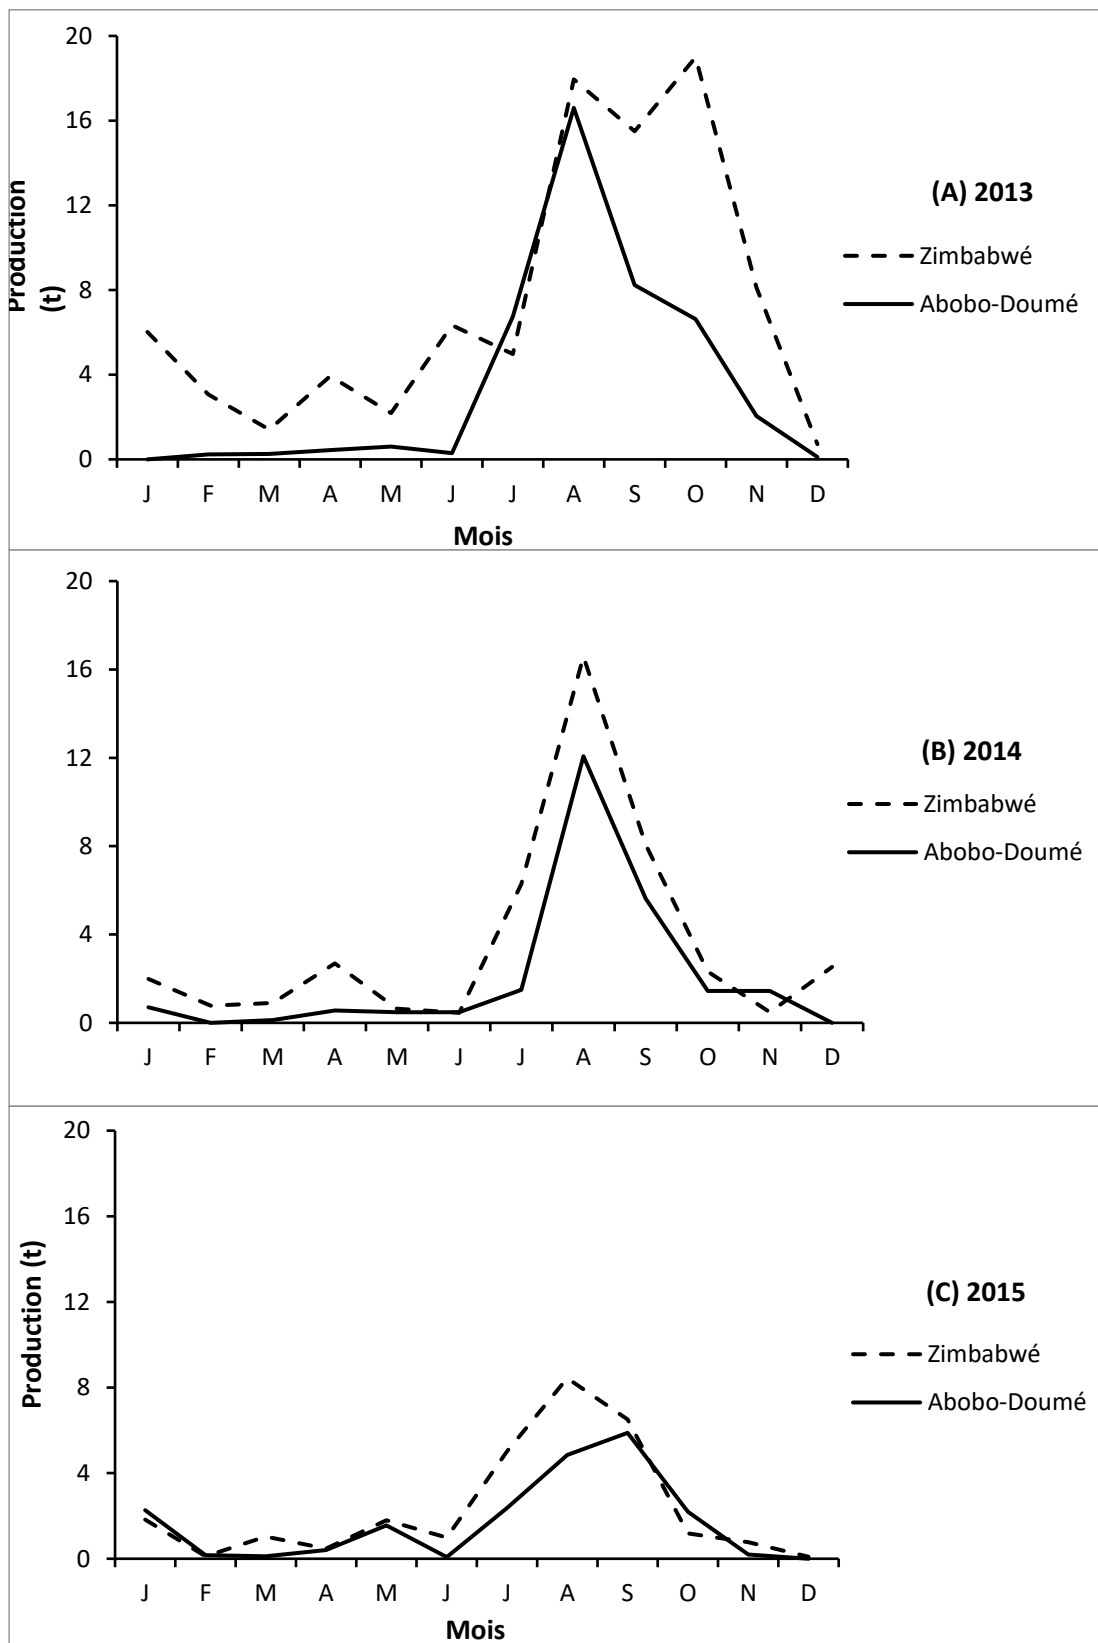 20
16
12
8
4
0
Production
(t)
J F M A M J J A S O N D
Mois
(A) 2013
Zimbabwé
Abobo-Doumé
20
16
12
8
4
0
J F M A M J J A S O N D
(B) 2014
Zimbabwé
Abobo-Doumé
20
16
12
8
4
0
Production (t)
J F M A M J J A S O N D
Mois
(C) 2015
Zimbabwé
Abobo-Doumé